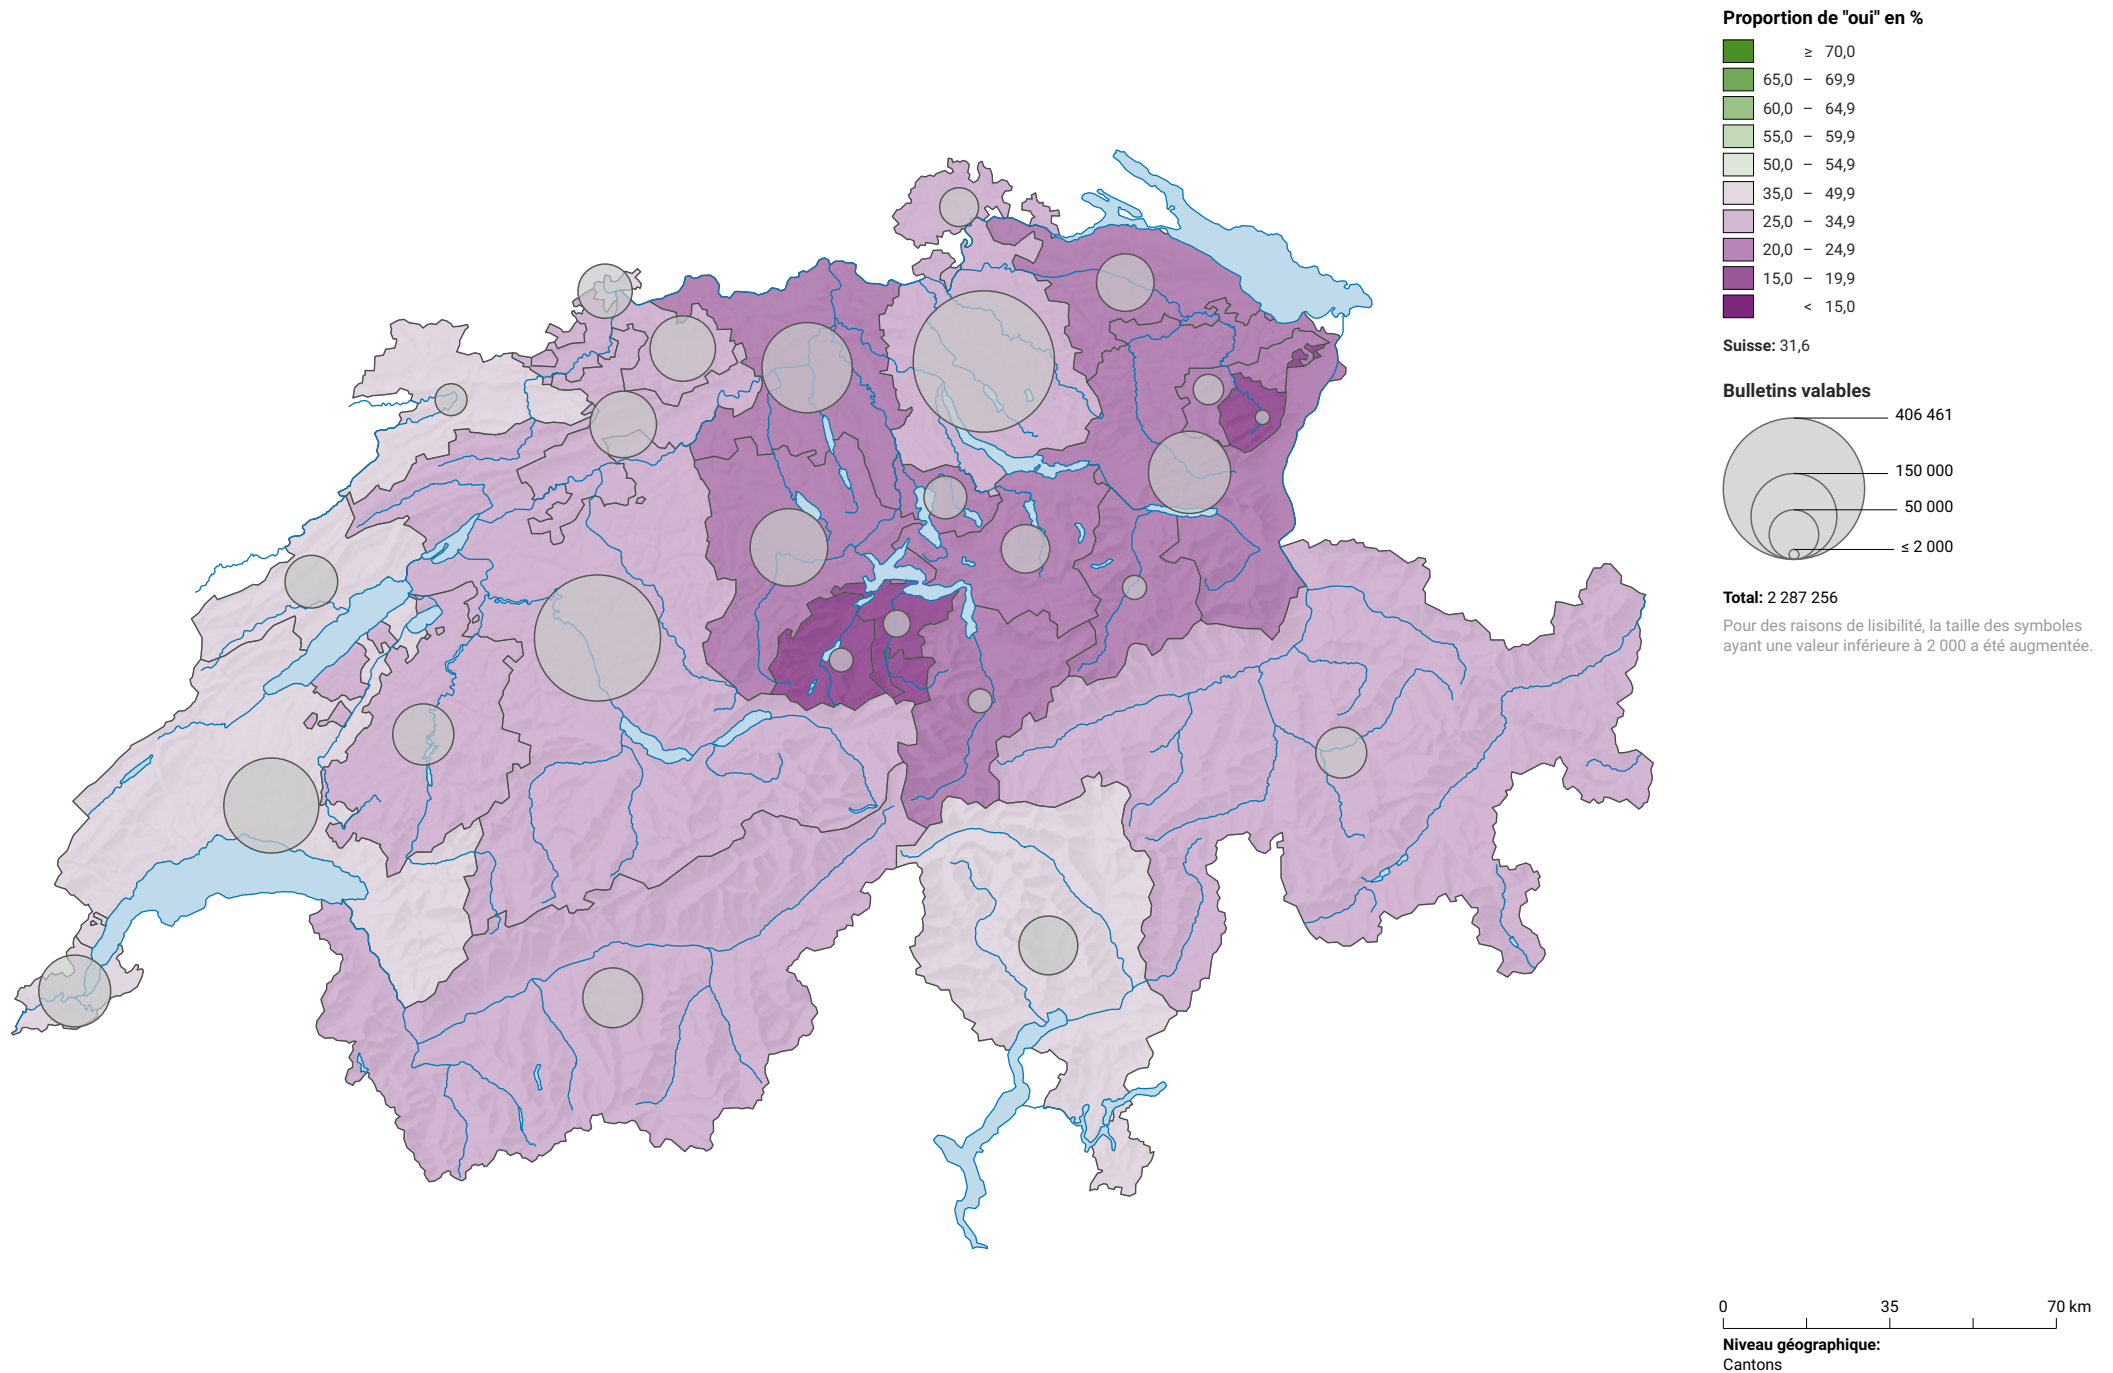 Proportion de "oui" en %
≥ 70,0
65,0 – 69,9
60,0 – 64,9
55,0 – 59,9
50,0 – 54,9
35,0 – 49,9
25,0 – 34,9
20,0 – 24,9
15,0 – 19,9
< 15,0
Suisse: 31,6
Bulletins valables
406 461
150 000
50 000
≤ 2 000
Total: 2 287 256
Pour des raisons de lisibilité, la taille des symboles
ayant une valeur inférieure à 2 000 a été augmentée.
0 35 70 km
Niveau géographique:
Cantons